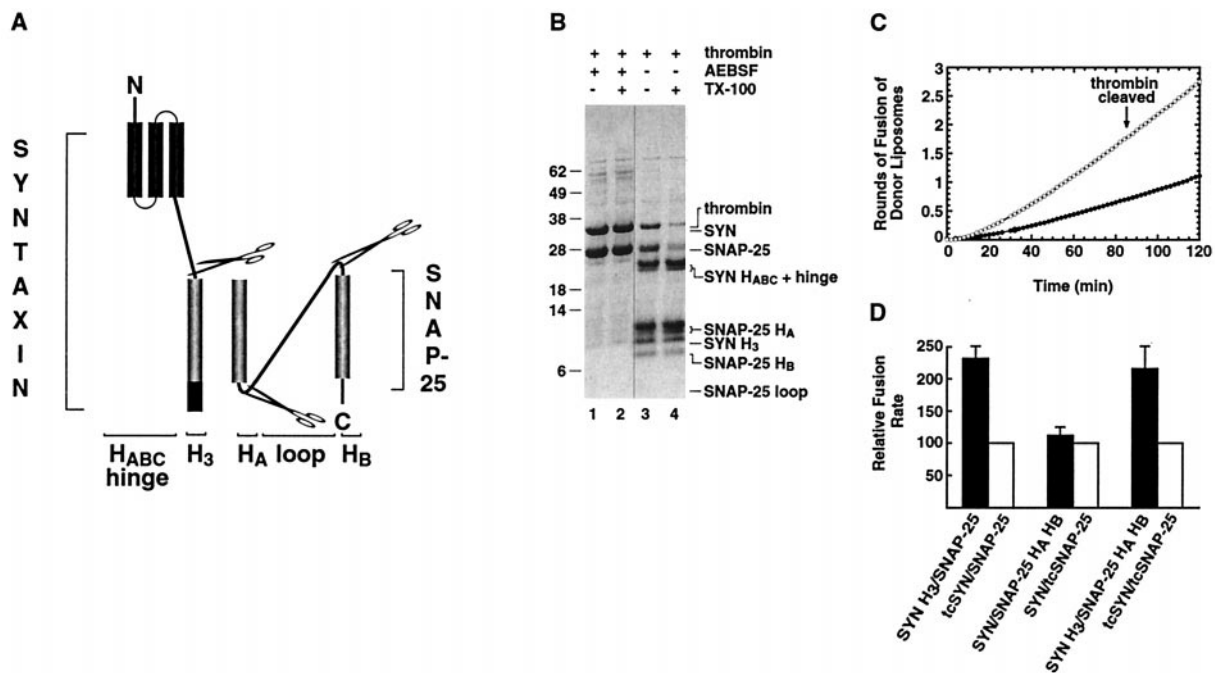 A
N
SYNTAXIN
SNAP-25
C
HABC hinge
H3
HA
loop
HB
B
+ + + + thrombin
+ + - - AEBSF
- + - + TX-100
62
49
38
28
18
14
6
thrombin
SYN
SNAP-25
SYN HABC + hinge
SNAP-25 HA
SYN H3
SNAP-25 HB
SNAP-25 loop
1 2 3 4
C
Rounds of Fusion of
Donor Liposomes
3
2.5
2
1.5
1
0.5
0
thrombin
cleaved
0 20 40 60 80 100 120
Time (min)
D
Relative Fusion
Rate
250
200
150
100
50
SYN H3/SNAP-25
tcSYN/SNAP-25
SYN/SNAP-25 HA HB
SYN/tcSNAP-25
SYN H3/SNAP-25 HA HB
tcSYN/tcSNAP-25